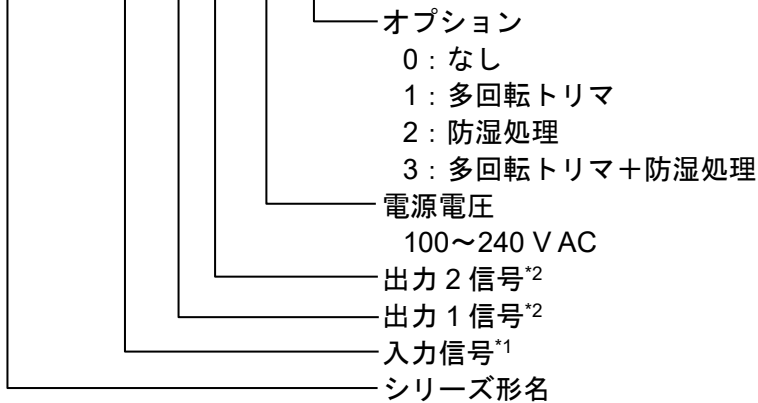 オプション
0：なし
1：多回転トリマ
2：防湿処理
3：多回転トリマ＋防湿処理
電源電圧
100～240 V AC
出力 2 信号*2
出力 1 信号*2
入力信号*1
シリーズ形名